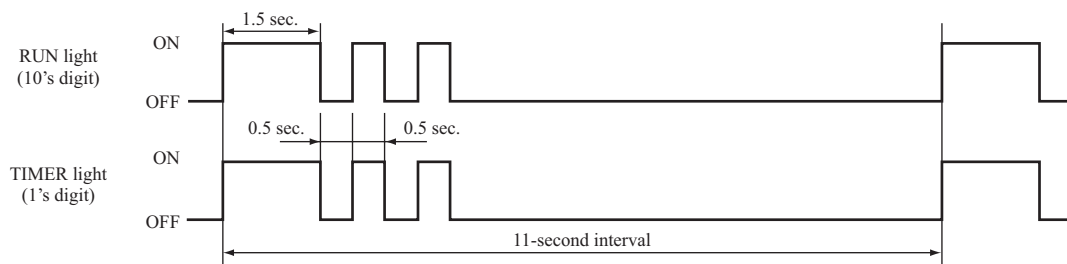 1.5 sec.
RUN light
(10's digit)
ON
OFF
0.5 sec.
0.5 sec.
TIMER light
(1's digit)
ON
OFF
11-second interval